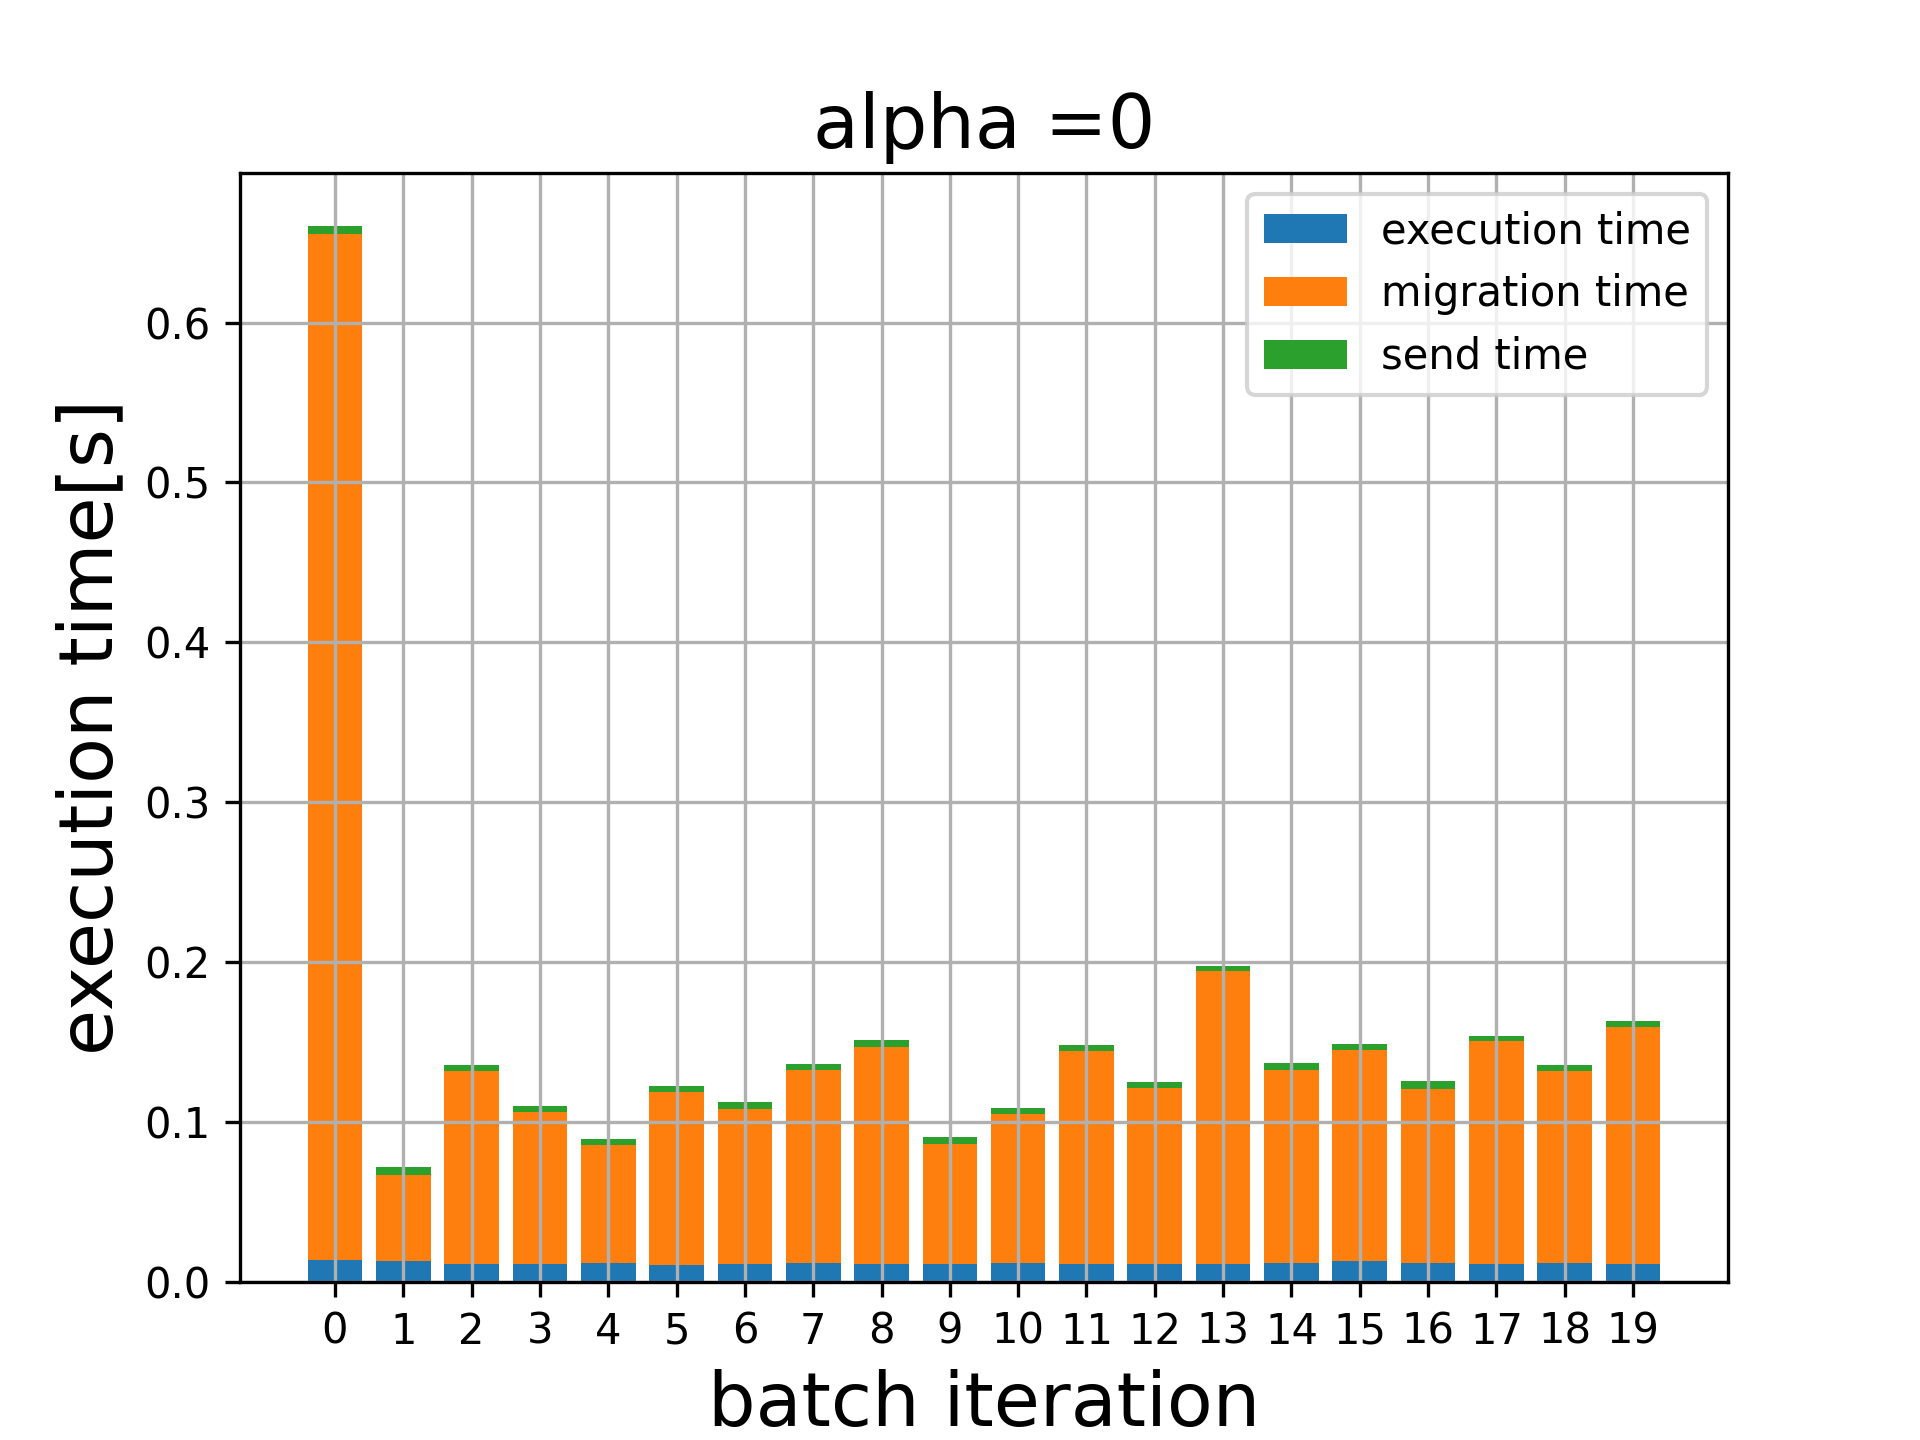 alpha =0
execution time
migration time
send time
execution time[s]
0.6
0.5
0.4
0.3
0.2
0.1
0.0
0 1 2 3 4 5 6 7 8 9 10 11 12 13 14 15 16 17 18 19
batch iteration